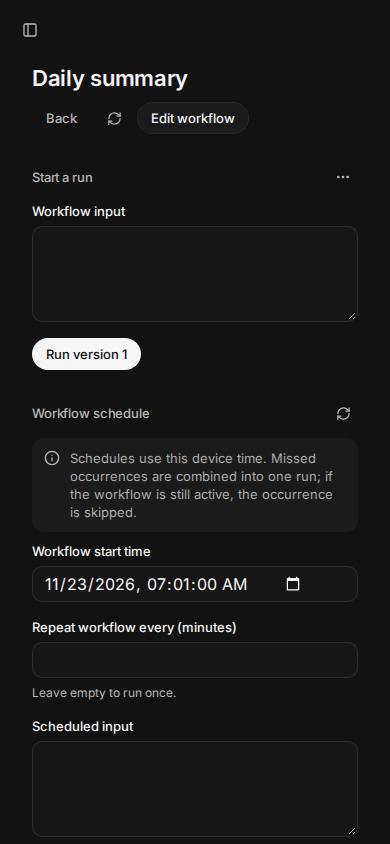 Daily summary
Back
Edit workflow
Start a run
Workflow input
Run version 1
Workflow schedule
Schedules use this device time. Missed
occurrences are combined into one run; if
the workflow is still active, the occurrence
is skipped.
Workflow start time
11/23/2026, 07:01:00 AM
Repeat workflow every (minutes)
Leave empty to run once.
Scheduled input